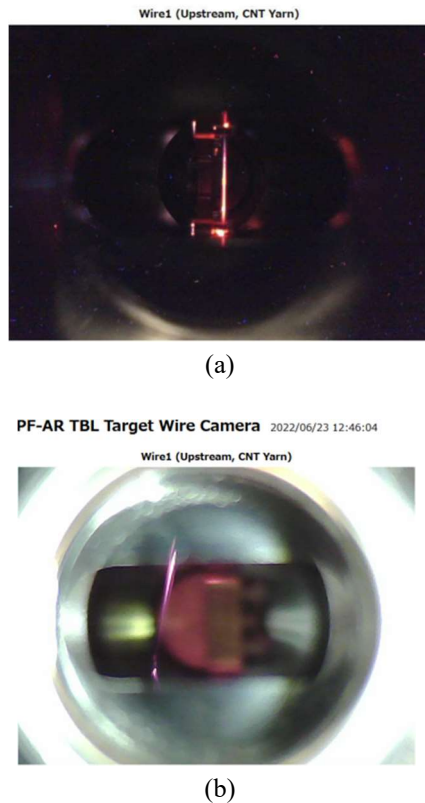 Wire1 (Upstream, CNT Yarn)
(a)
PF-AR TBL Target Wire Camera 2022/06/23 12:46:04
Wire1 (Upstream, CNT Yarn)
(b)